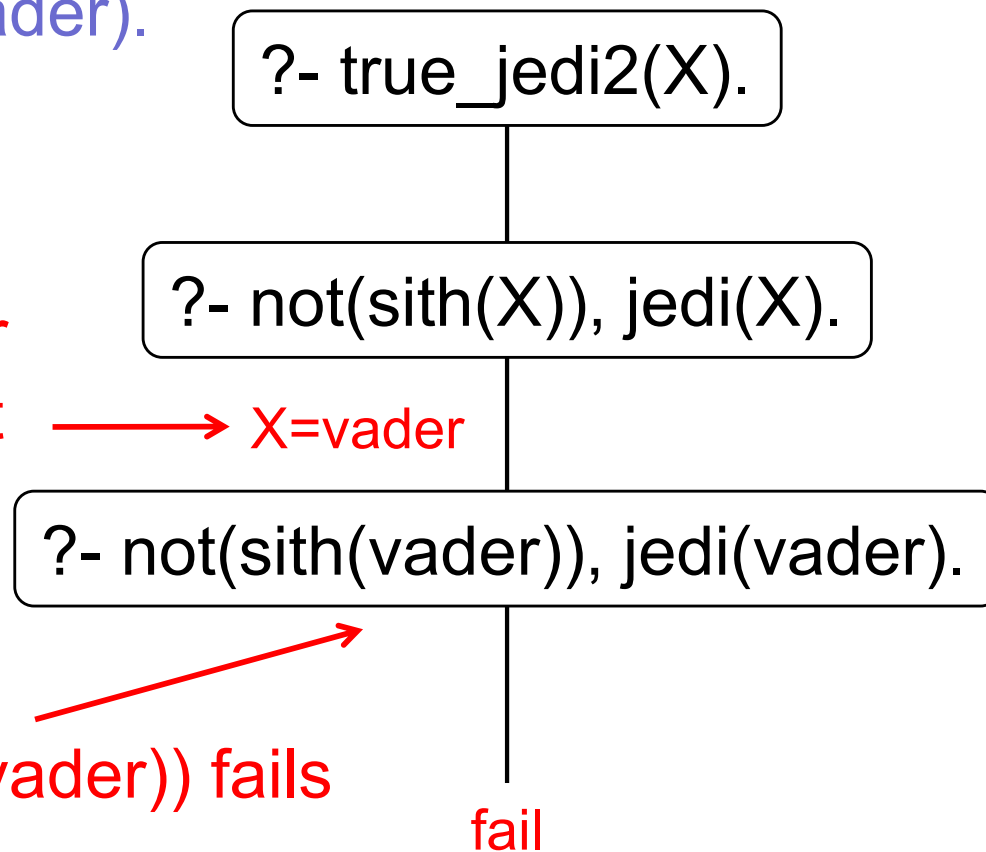 ader).
?- true_jedi2(X).
?- not(sith(X)), jedi(X).
X=vader
?- not(sith(vader)), jedi(vader).
vader)) fails
fail